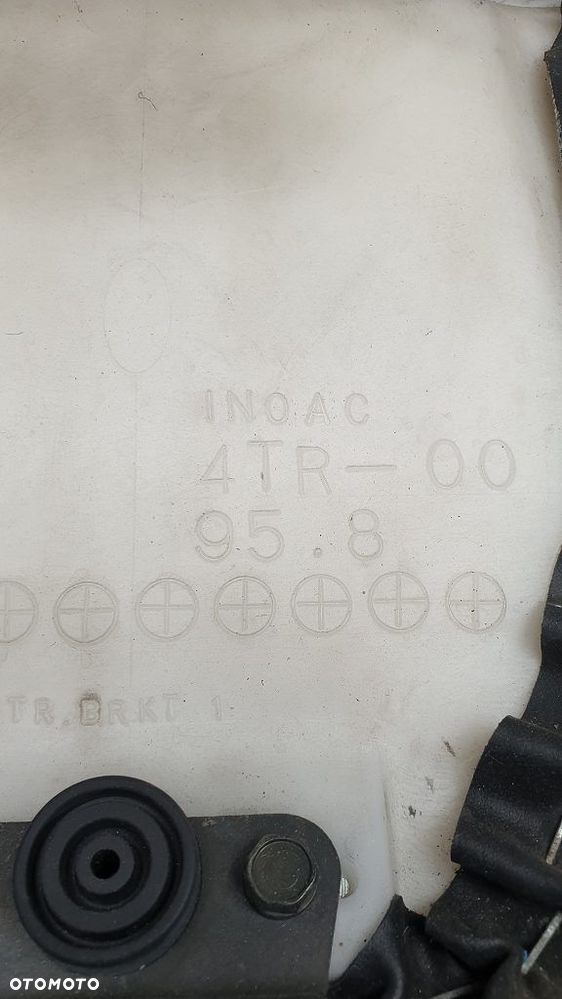 INOAC
4TR-00
95.8
TR.BRKT 1
OTOMOTO